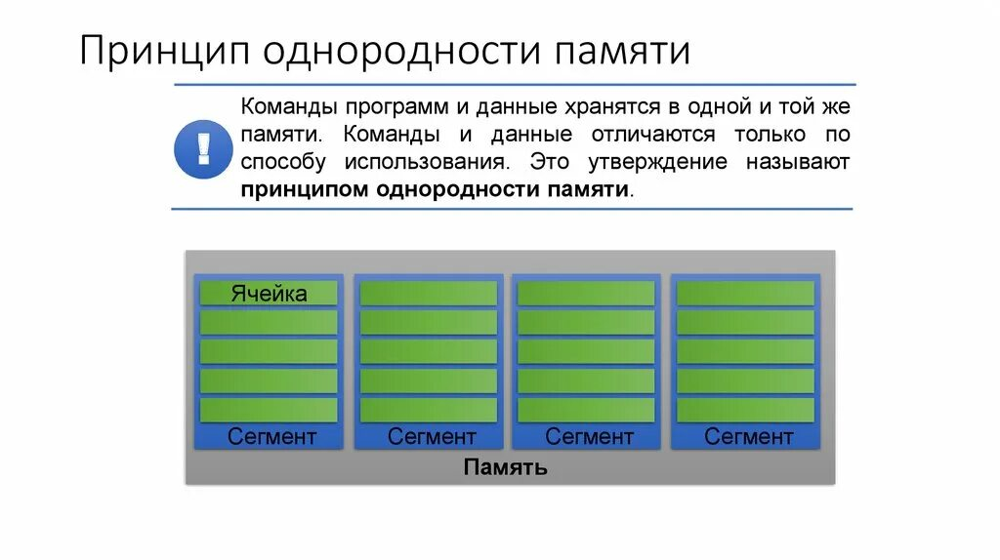 Принцип однородности памяти
Команды программ и данные хранятся в одной и той же
памяти. Команды и данные отличаются только по
способу использования. Это утверждение называют
принципом однородности памяти.
Ячейка
Сегмент Сегмент Сегмент Сегмент
Память